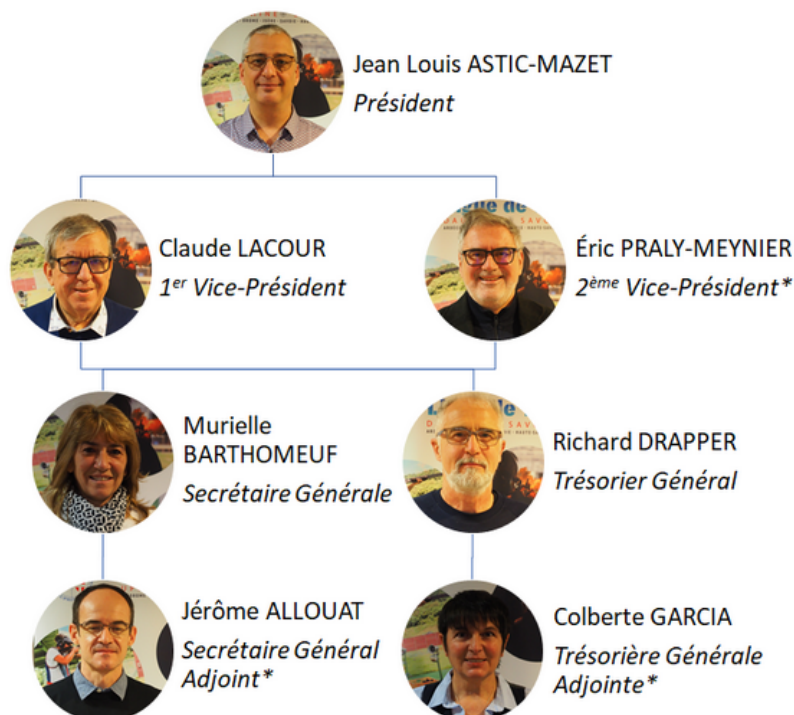 Jean Louis ASTIC-MAZET
Président
Claude LACOUR
1er Vice-Président
Éric PRALY-MEYNIER
2ème Vice-Président*
Murielle
BARTHOMEUF
Secrétaire Générale
Richard DRAPPER
Trésorier Général
Jérôme ALLOUAT
Secrétaire Général
Adjoint*
Colberte GARCIA
Trésorière Générale
Adjointe*